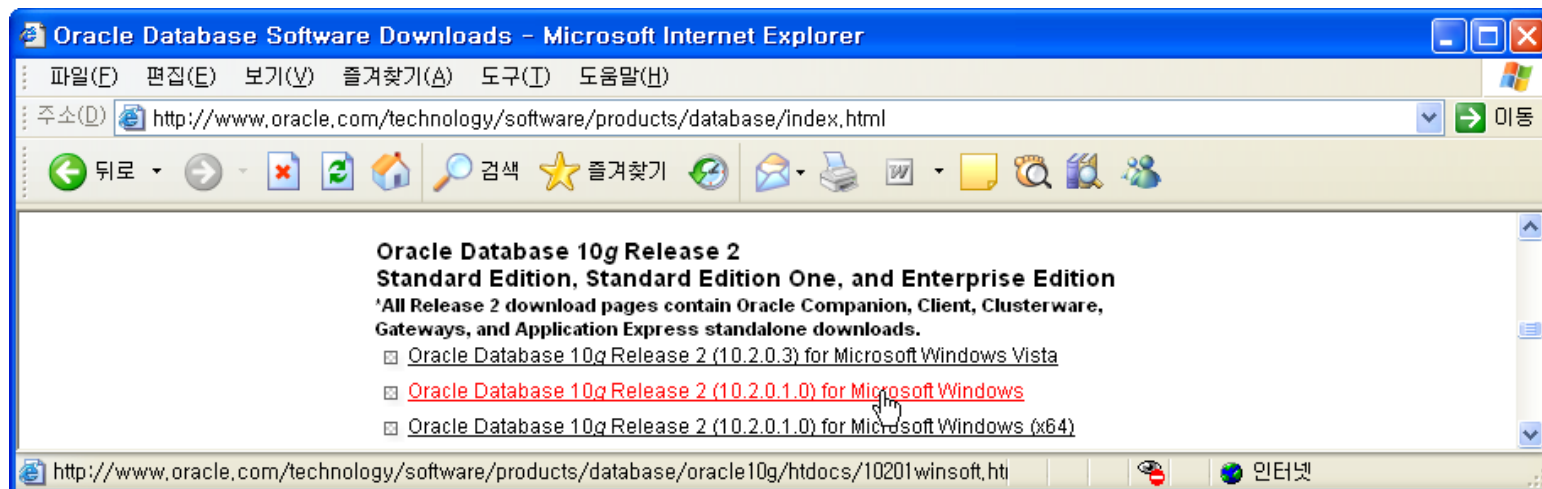 Oracle Database Software Downloads - Microsoft Internet Explorer
파일(F) 편집(E) 보기(V) 즐겨찾기(A) 도구(T) 도움말(H)
주소(D) http://www.oracle.com/technology/software/products/database/index.html 이동
뒤로 검색 즐겨찾기
Oracle Database 10g Release 2
Standard Edition, Standard Edition One, and Enterprise Edition
*All Release 2 download pages contain Oracle Companion, Client, Clusterware,
Gateways, and Application Express standalone downloads.
Oracle Database 10g Release 2 (10.2.0.3) for Microsoft Windows Vista
Oracle Database 10g Release 2 (10.2.0.1.0) for Microsoft Windows
Oracle Database 10g Release 2 (10.2.0.1.0) for Microsoft Windows (x64)
http://www.oracle.com/technology/software/products/database/oracle10g/htdocs/10201winsoft.ht 인터넷